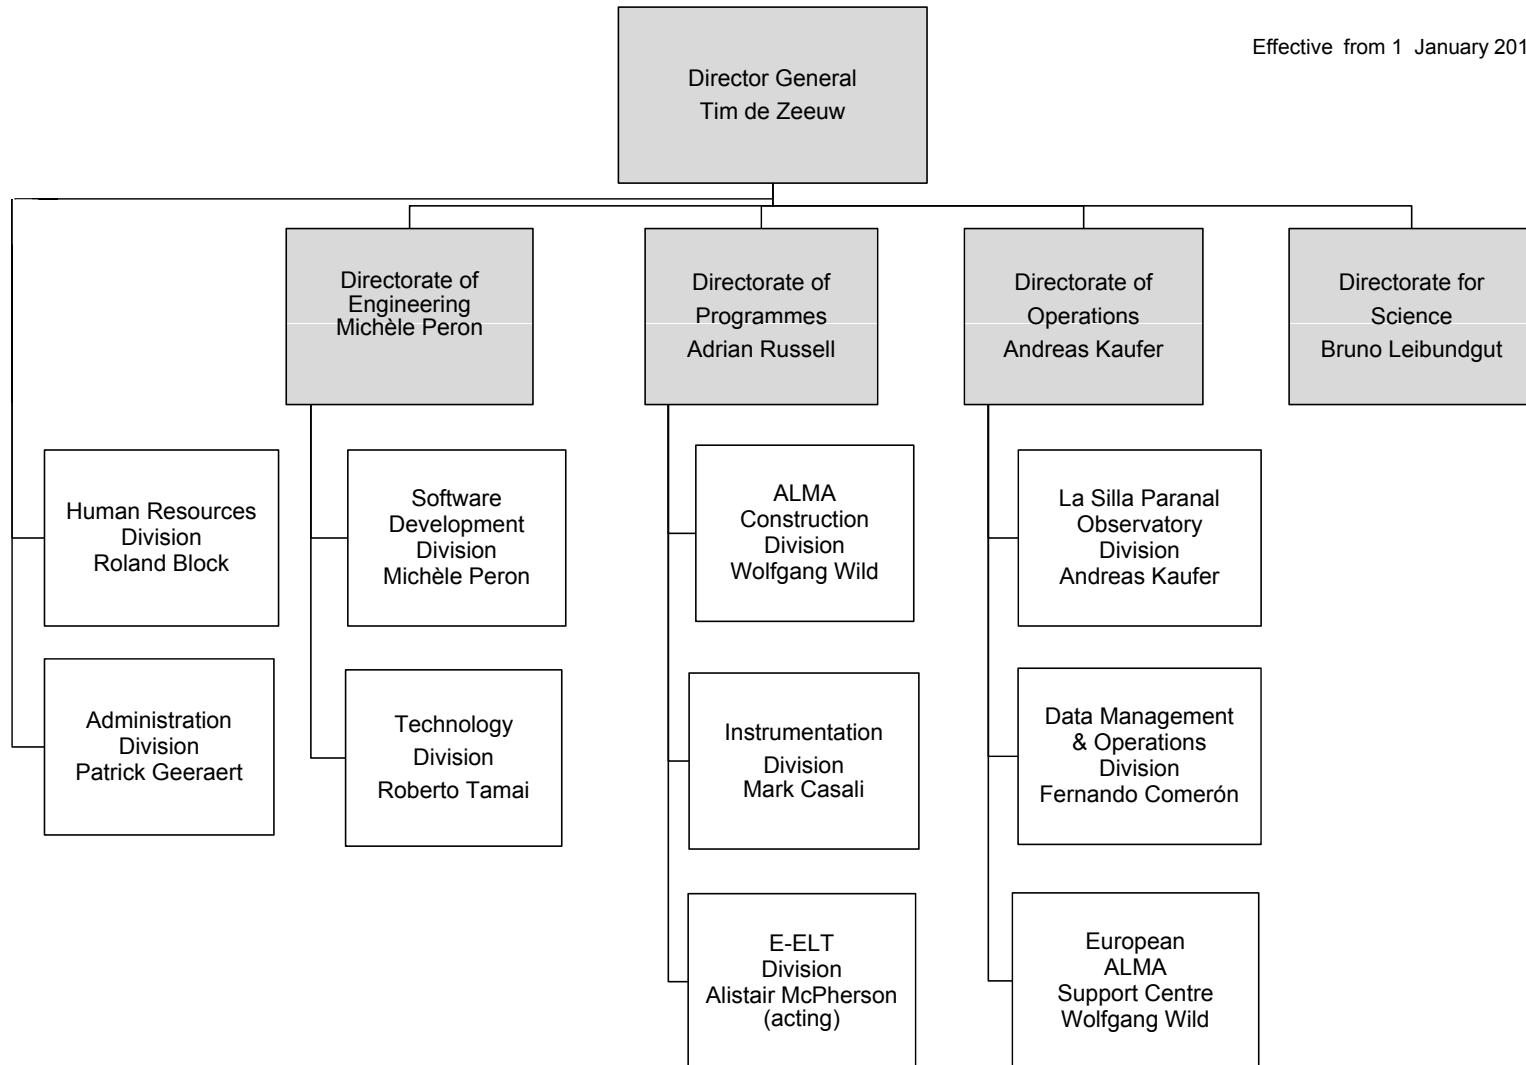 Effective from 1 January 201
Director General
Tim de Zeeuw
Directorate of
Engineering
Michèle Peron
Directorate of
Programmes
Adrian Russell
Directorate of
Operations
Andreas Kaufer
Directorate for
Science
Bruno Leibundgut
Human Resources
Division
Roland Block
Software
Development
Division
Michèle Peron
ALMA
Construction
Division
Wolfgang Wild
La Silla Paranal
Observatory
Division
Andreas Kaufer
Administration
Division
Patrick Geeraert
Technology
Division
Roberto Tamai
Instrumentation
Division
Mark Casali
Data Management
& Operations
Division
Fernando Comerón
E-ELT
Division
Alistair McPherson
(acting)
European
ALMA
Support Centre
Wolfgang Wild